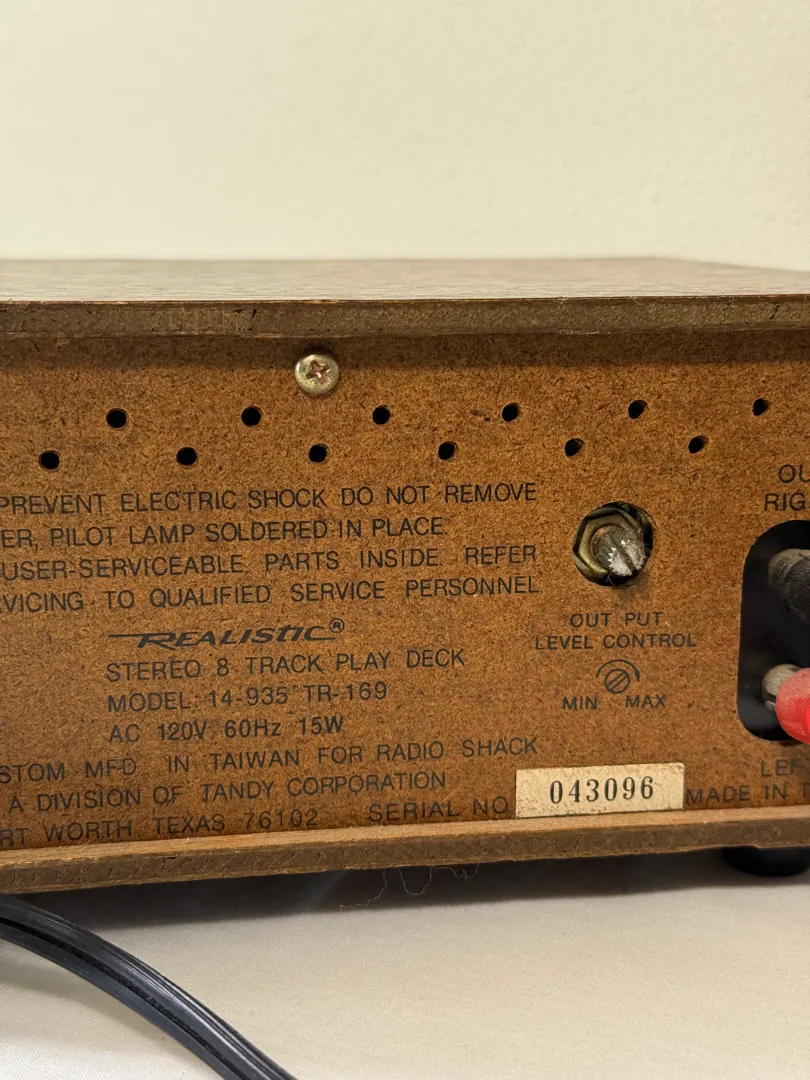 PREVENT ELECTRIC SHOCK DO NOT REMOVE
ER, PILOT LAMP SOLDERED IN PLACE.
USER-SERVICEABLE PARTS INSIDE. REFER
VICING TO QUALIFIED SERVICE PERSONNEL
REALISTIC®
STEREO 8 TRACK PLAY DECK
MODEL: 14-935 TR-169
AC 120V 60Hz 15W
STOM MFD IN TAIWAN FOR RADIO SHACK
A DIVISION OF TANDY CORPORATION
RT WORTH, TEXAS 76102 SERIAL NO. 043096 MADE IN T
OUT PUT
LEVEL CONTROL
MIN MAX
OU
RIG
LEF